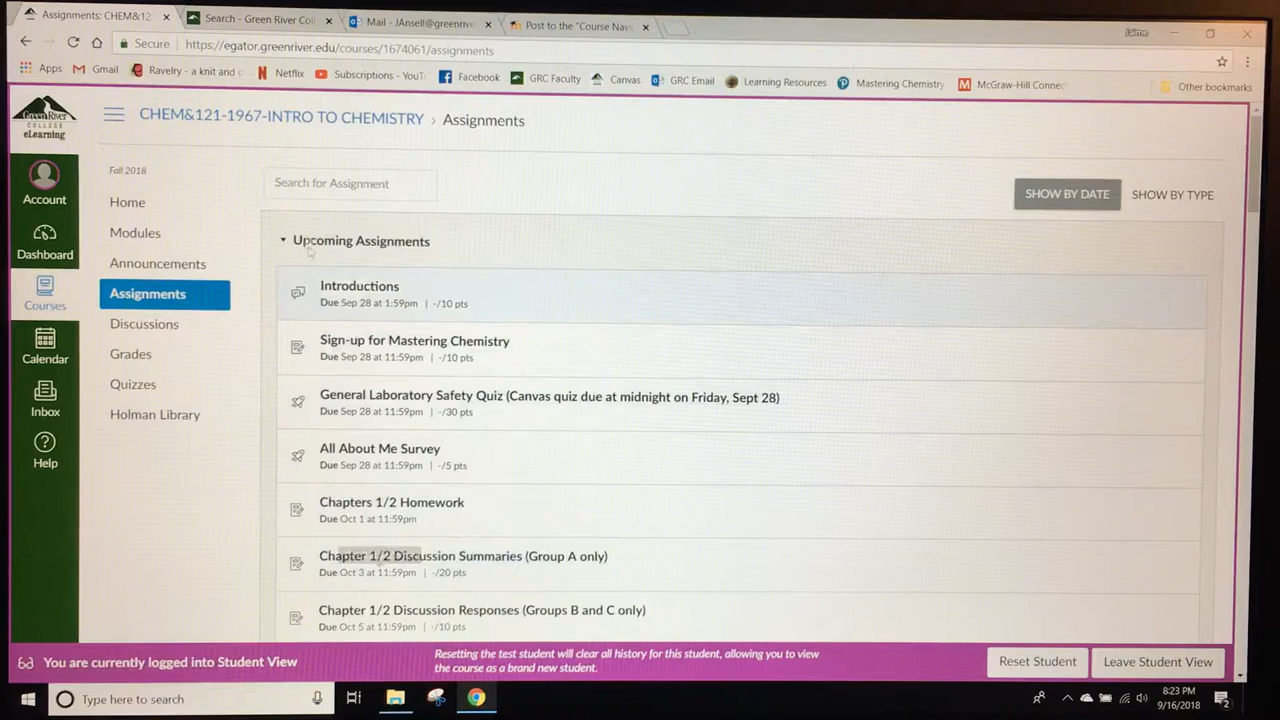 Assignments: CHEM&12
Search - Green River Coll
Mail - JAnsell@greenrive
Post to the "Course Navi
Jaime
Secure
https://egator.greenriver.edu/courses/1674061/assignments
Apps
Gmail
Ravelry - a knit and c
Netflix
Subscriptions - YouT
Facebook
GRC Faculty
Canvas
GRC Email
Learning Resources
Mastering Chemistry
McGraw-Hill Connec
Other bookmarks
Green River
COLLEGE
eLearning
CHEM&121-1967-INTRO TO CHEMISTRY › Assignments
Account
Dashboard
Courses
Calendar
Inbox
Help
Fall 2018
Home
Modules
Announcements
Assignments
Discussions
Grades
Quizzes
Holman Library
Search for Assignment
SHOW BY DATE
SHOW BY TYPE
Upcoming Assignments
Introductions
Due Sep 28 at 1:59pm | -/10 pts
Sign-up for Mastering Chemistry
Due Sep 28 at 11:59pm | -/10 pts
General Laboratory Safety Quiz (Canvas quiz due at midnight on Friday, Sept 28)
Due Sep 28 at 11:59pm | -/30 pts
All About Me Survey
Due Sep 28 at 11:59pm | -/5 pts
Chapters 1/2 Homework
Due Oct 1 at 11:59pm
Chapter 1/2 Discussion Summaries (Group A only)
Due Oct 3 at 11:59pm | -/20 pts
Chapter 1/2 Discussion Responses (Groups B and C only)
Due Oct 5 at 11:59pm | -/10 pts
You are currently logged into Student View
Resetting the test student will clear all history for this student, allowing you to view
the course as a brand new student.
Reset Student
Leave Student View
Type here to search
8:23 PM
9/16/2018
2